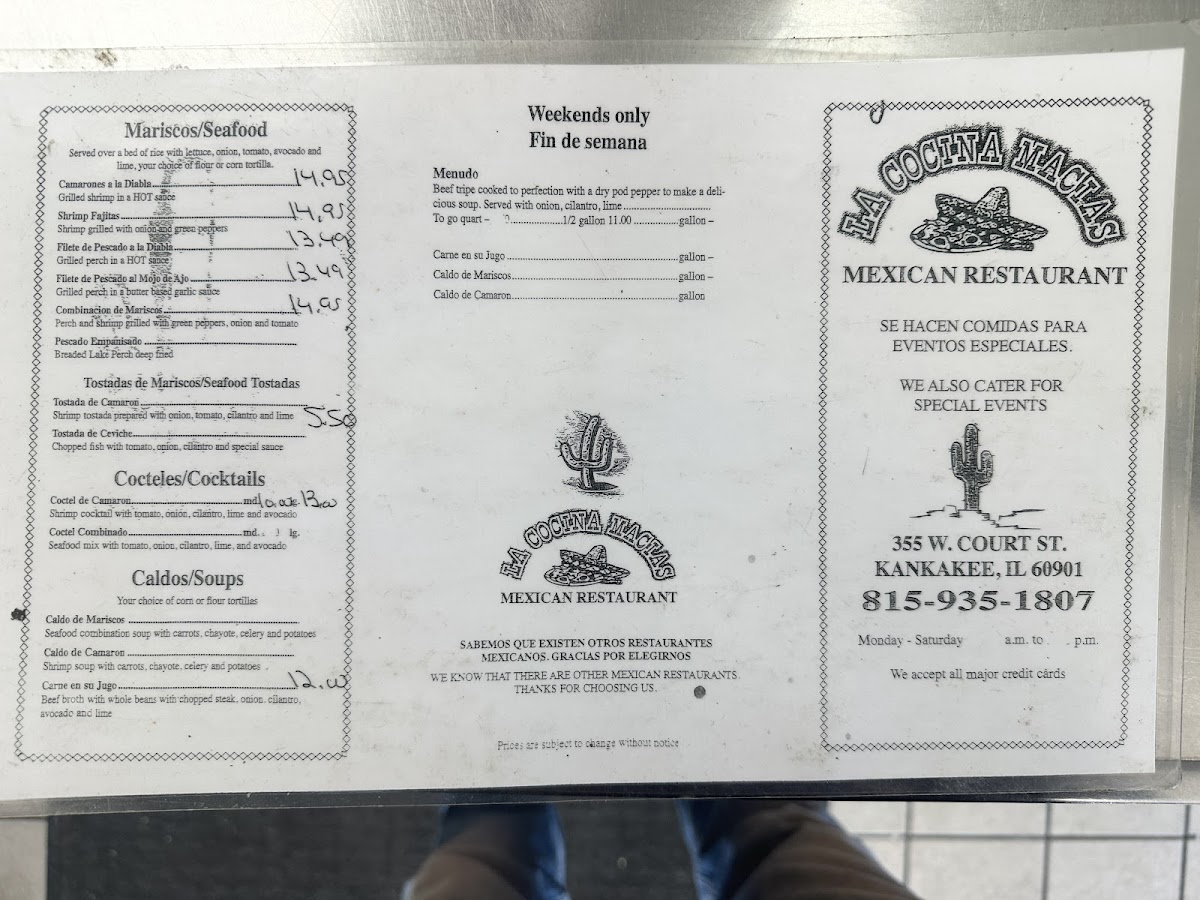 Mariscos/Seafood
Served over a bed of rice with lettuce, onion, tomato, avocado and
lime, your choice of flour or corn tortilla.
Camarones a la Diabla 14.95
Grilled shrimp in a HOT sauce
Shrimp Fajitas 14.95
Shrimp grilled with onion and green peppers
Filete de Pescado a la Diabla 13.49
Grilled perch in a HOT sauce
Filete de Pescado al Mojo de Ajo 13.49
Grilled perch in a butter based garlic sauce
Combinacion de Mariscos 14.95
Perch and shrimp grilled with green peppers, onion and tomato
Pescado Empanisado
Breaded Lake Perch deep fried
Tostadas de Mariscos/Seafood Tostadas
Tostada de Camaron
Shrimp tostada prepared with onion, tomato, cilantro and lime 5.50
Tostada de Ceviche
Chopped fish with tomato, onion, cilantro and special sauce
Cocteles/Cocktails
Coctel de Camaron md 13.00
Shrimp cocktail with tomato, onion, cilantro, lime and avocado
Coctel Combinado md. lg.
Seafood mix with tomato, onion, cilantro, lime, and avocado
Caldos/Soups
Your choice of corn or flour tortillas
Caldo de Mariscos
Seafood combination soup with carrots, chayote, celery and potatoes
Caldo de Camaron
Shrimp soup with carrots, chayote, celery and potatoes .
Carne en su Jugo 12.00
Beef broth with whole beans with chopped steak, onion, cilantro,
avocado and lime
Weekends only
Fin de semana
Menudo
Beef tripe cooked to perfection with a dry pod pepper to make a deli-
cious soup. Served with onion, cilantro, lime
To go quart – 1/2 gallon 11.00 gallon –
Carne en su Jugo gallon –
Caldo de Mariscos gallon –
Caldo de Camaron gallon
LA COCINA MACIAS
MEXICAN RESTAURANT
SABEMOS QUE EXISTEN OTROS RESTAURANTES
MEXICANOS. GRACIAS POR ELEGIRNOS
WE KNOW THAT THERE ARE OTHER MEXICAN RESTAURANTS.
THANKS FOR CHOOSING US.
Prices are subject to change without notice
LA COCINA MACIAS
MEXICAN RESTAURANT
SE HACEN COMIDAS PARA
EVENTOS ESPECIALES.
WE ALSO CATER FOR
SPECIAL EVENTS
355 W. COURT ST.
KANKAKEE, IL 60901
815-935-1807
Monday - Saturday a.m. to p.m.
We accept all major credit cards